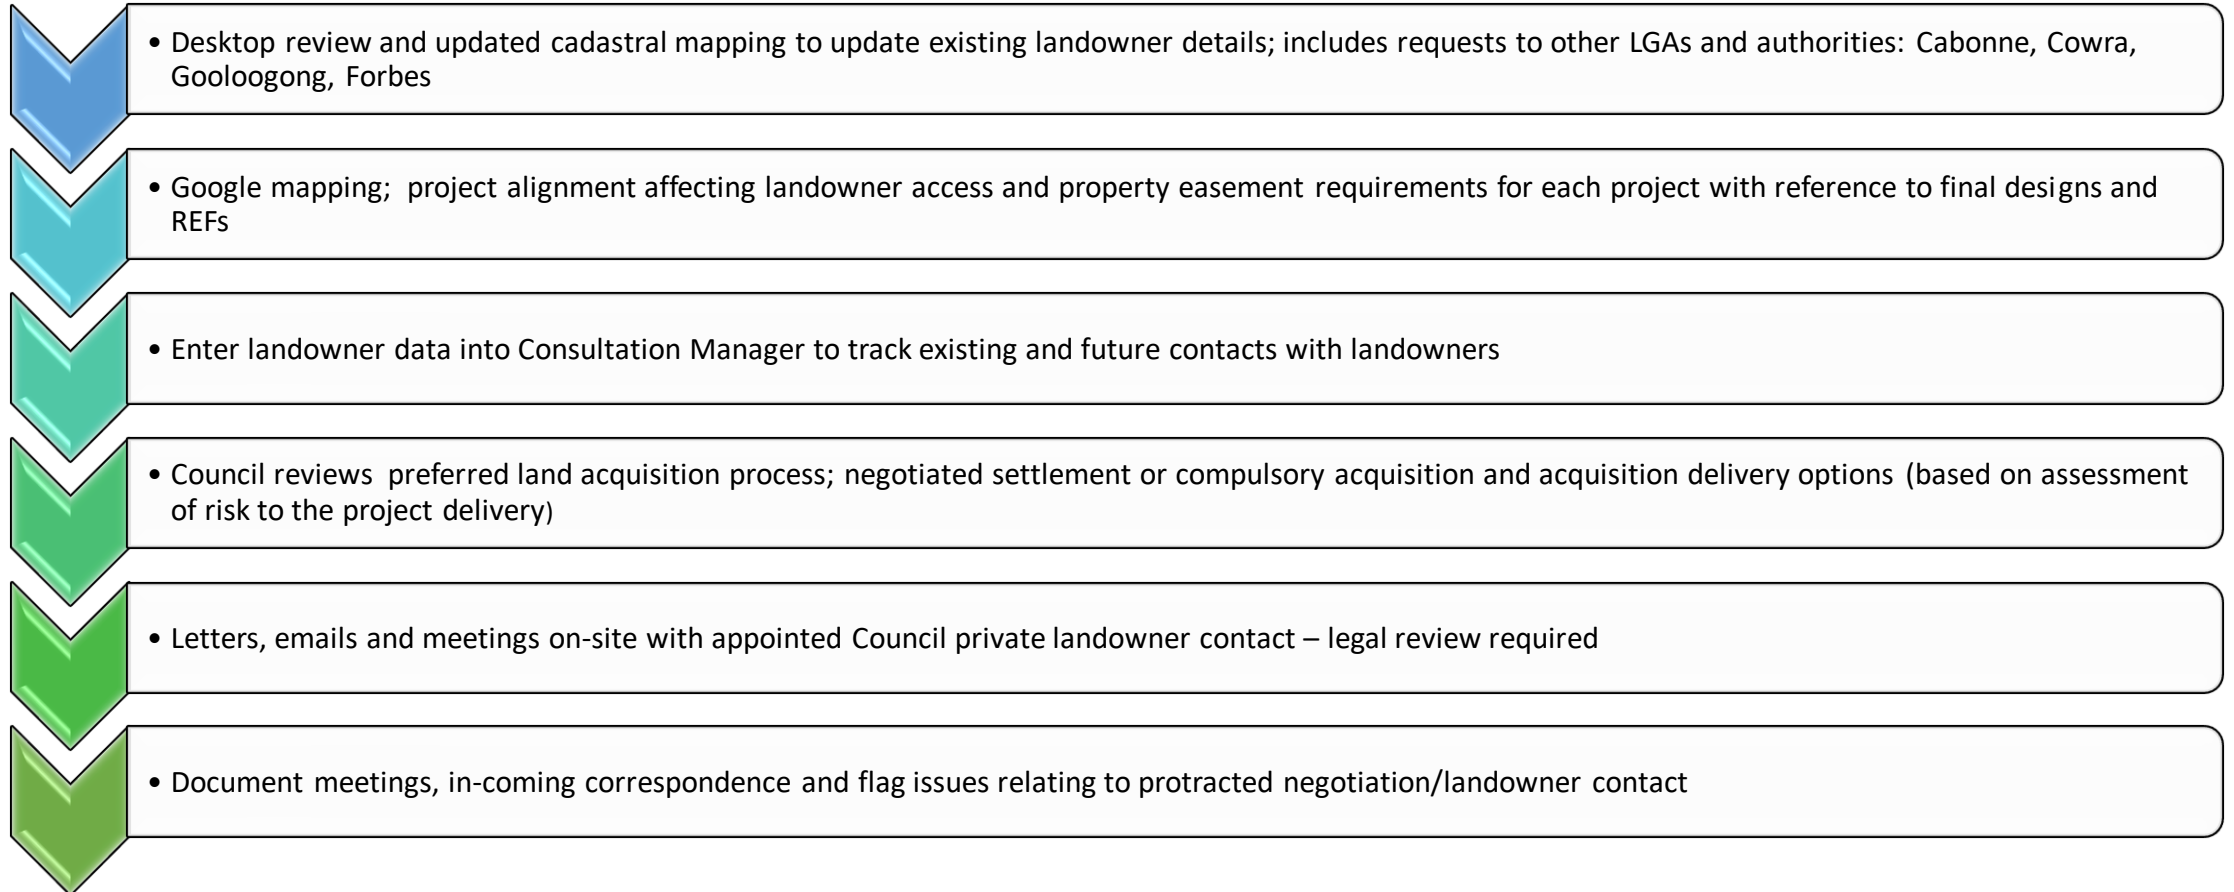 • Desktop review and updated cadastral mapping to update existing landowner details; includes requests to other LGAs and authorities: Cabonne, Cowra,
Gooloogong, Forbes
• Google mapping; project alignment affecting landowner access and property easement requirements for each project with reference to final designs and
REFs
• Enter landowner data into Consultation Manager to track existing and future contacts with landowners
• Council reviews preferred land acquisition process; negotiated settlement or compulsory acquisition and acquisition delivery options (based on assessment
of risk to the project delivery)
• Letters, emails and meetings on-site with appointed Council private landowner contact – legal review required
• Document meetings, in-coming correspondence and flag issues relating to protracted negotiation/landowner contact